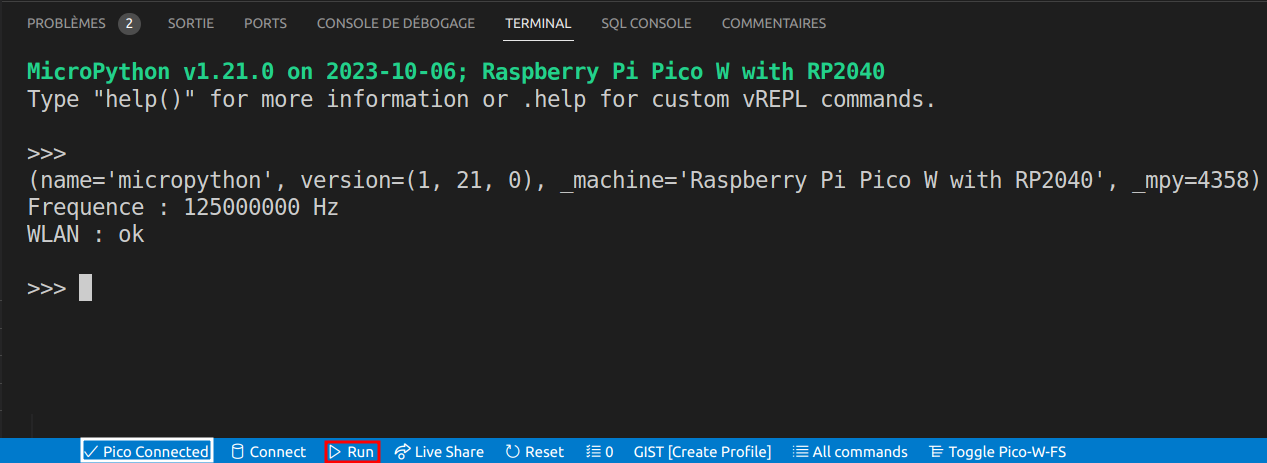 PROBLÈMES 2 SORTIE PORTS CONSOLE DE DÉBOGAGE TERMINAL SQL CONSOLE COMMENTAIRES
MicroPython v1.21.0 on 2023-10-06; Raspberry Pi Pico W with RP2040
Type "help()" for more information or .help for custom vREPL commands.
>>>
(name='micropython', version=(1, 21, 0), _machine='Raspberry Pi Pico W with RP2040', _mpy=4358)
Frequence : 125000000 Hz
WLAN : ok
>>>
Pico Connected Connect Run Live Share Reset 0 GIST [Create Profile] All commands Toggle Pico-W-FS